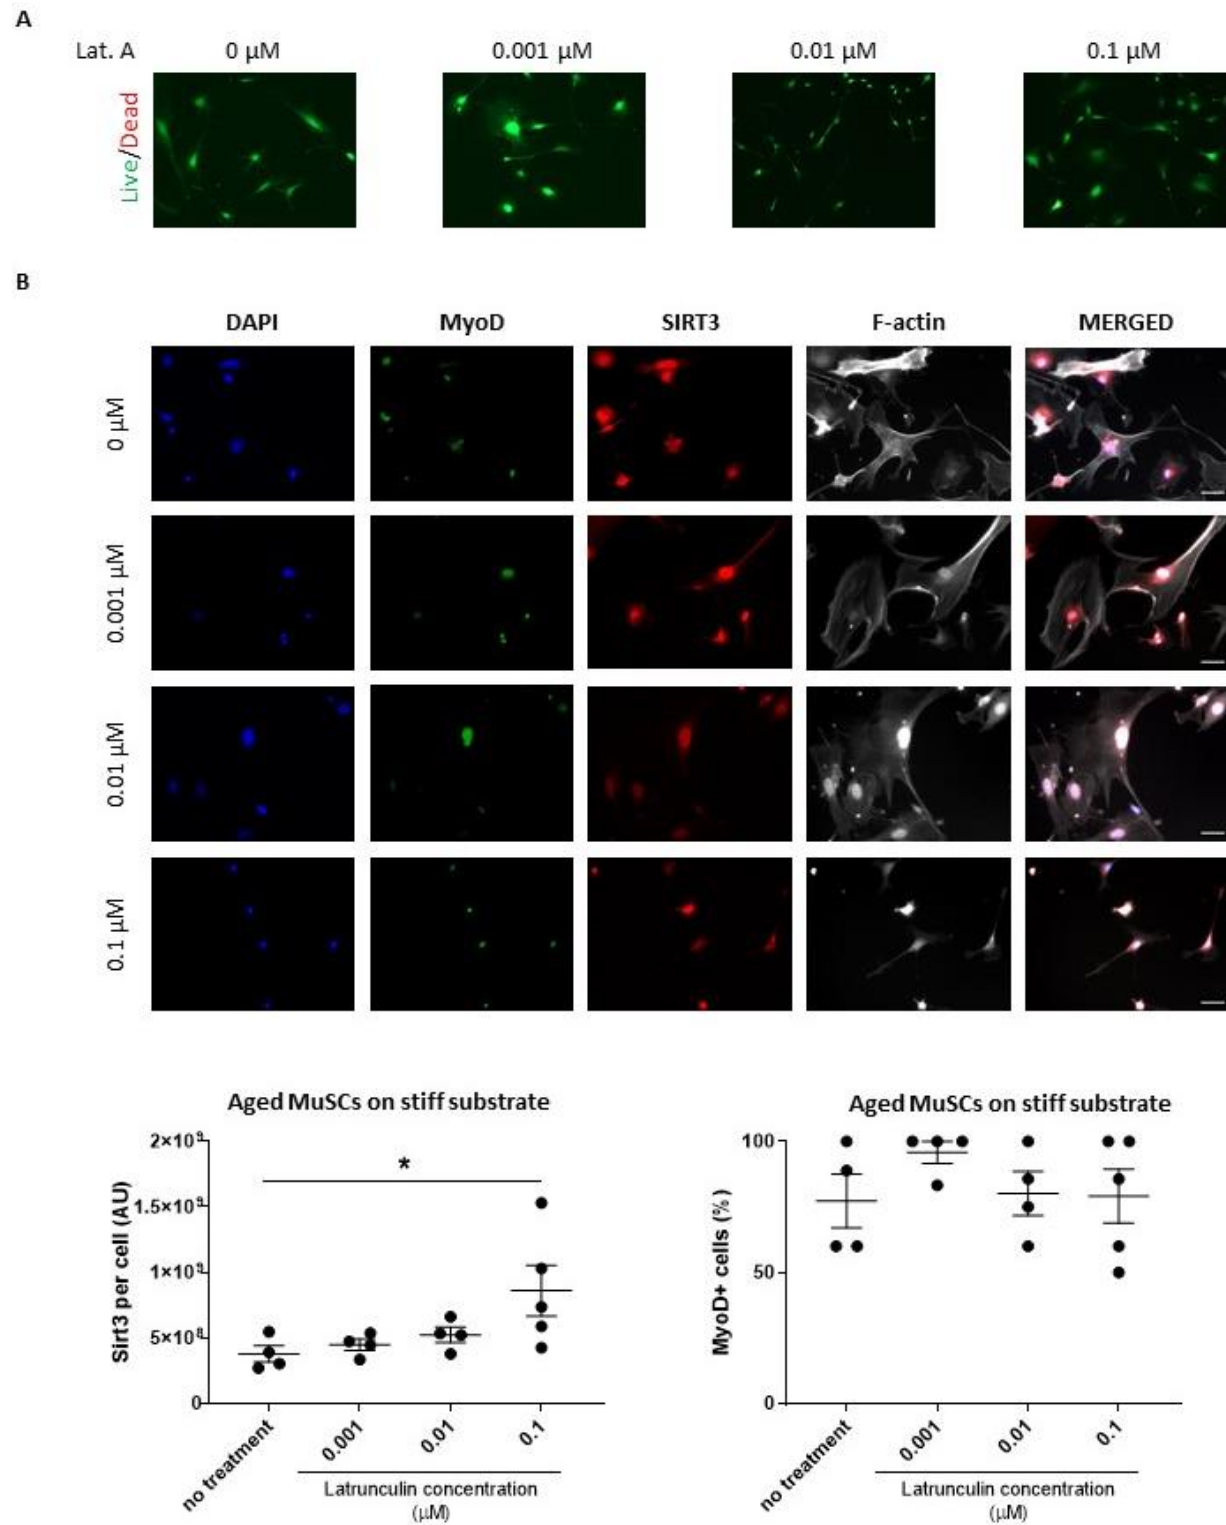 A
Lat. A 0 µM 0.001 µM 0.01 µM 0.1 µM
Live/Dead
B
DAPI MyoD SIRT3 F-actin MERGED
0 µM
0.001 µM
0.01 µM
0.1 µM
Aged MuSCs on stiff substrate
Sirt3 per cell (AU)
2×10⁹
1.5×10⁹
1×10⁹
5×10⁸
0
*
no treatment 0.001 0.01 0.1
Latrunculin concentration
(µM)
Aged MuSCs on stiff substrate
MyoD+ cells (%)
100
50
0
no treatment 0.001 0.01 0.1
Latrunculin concentration
(µM)